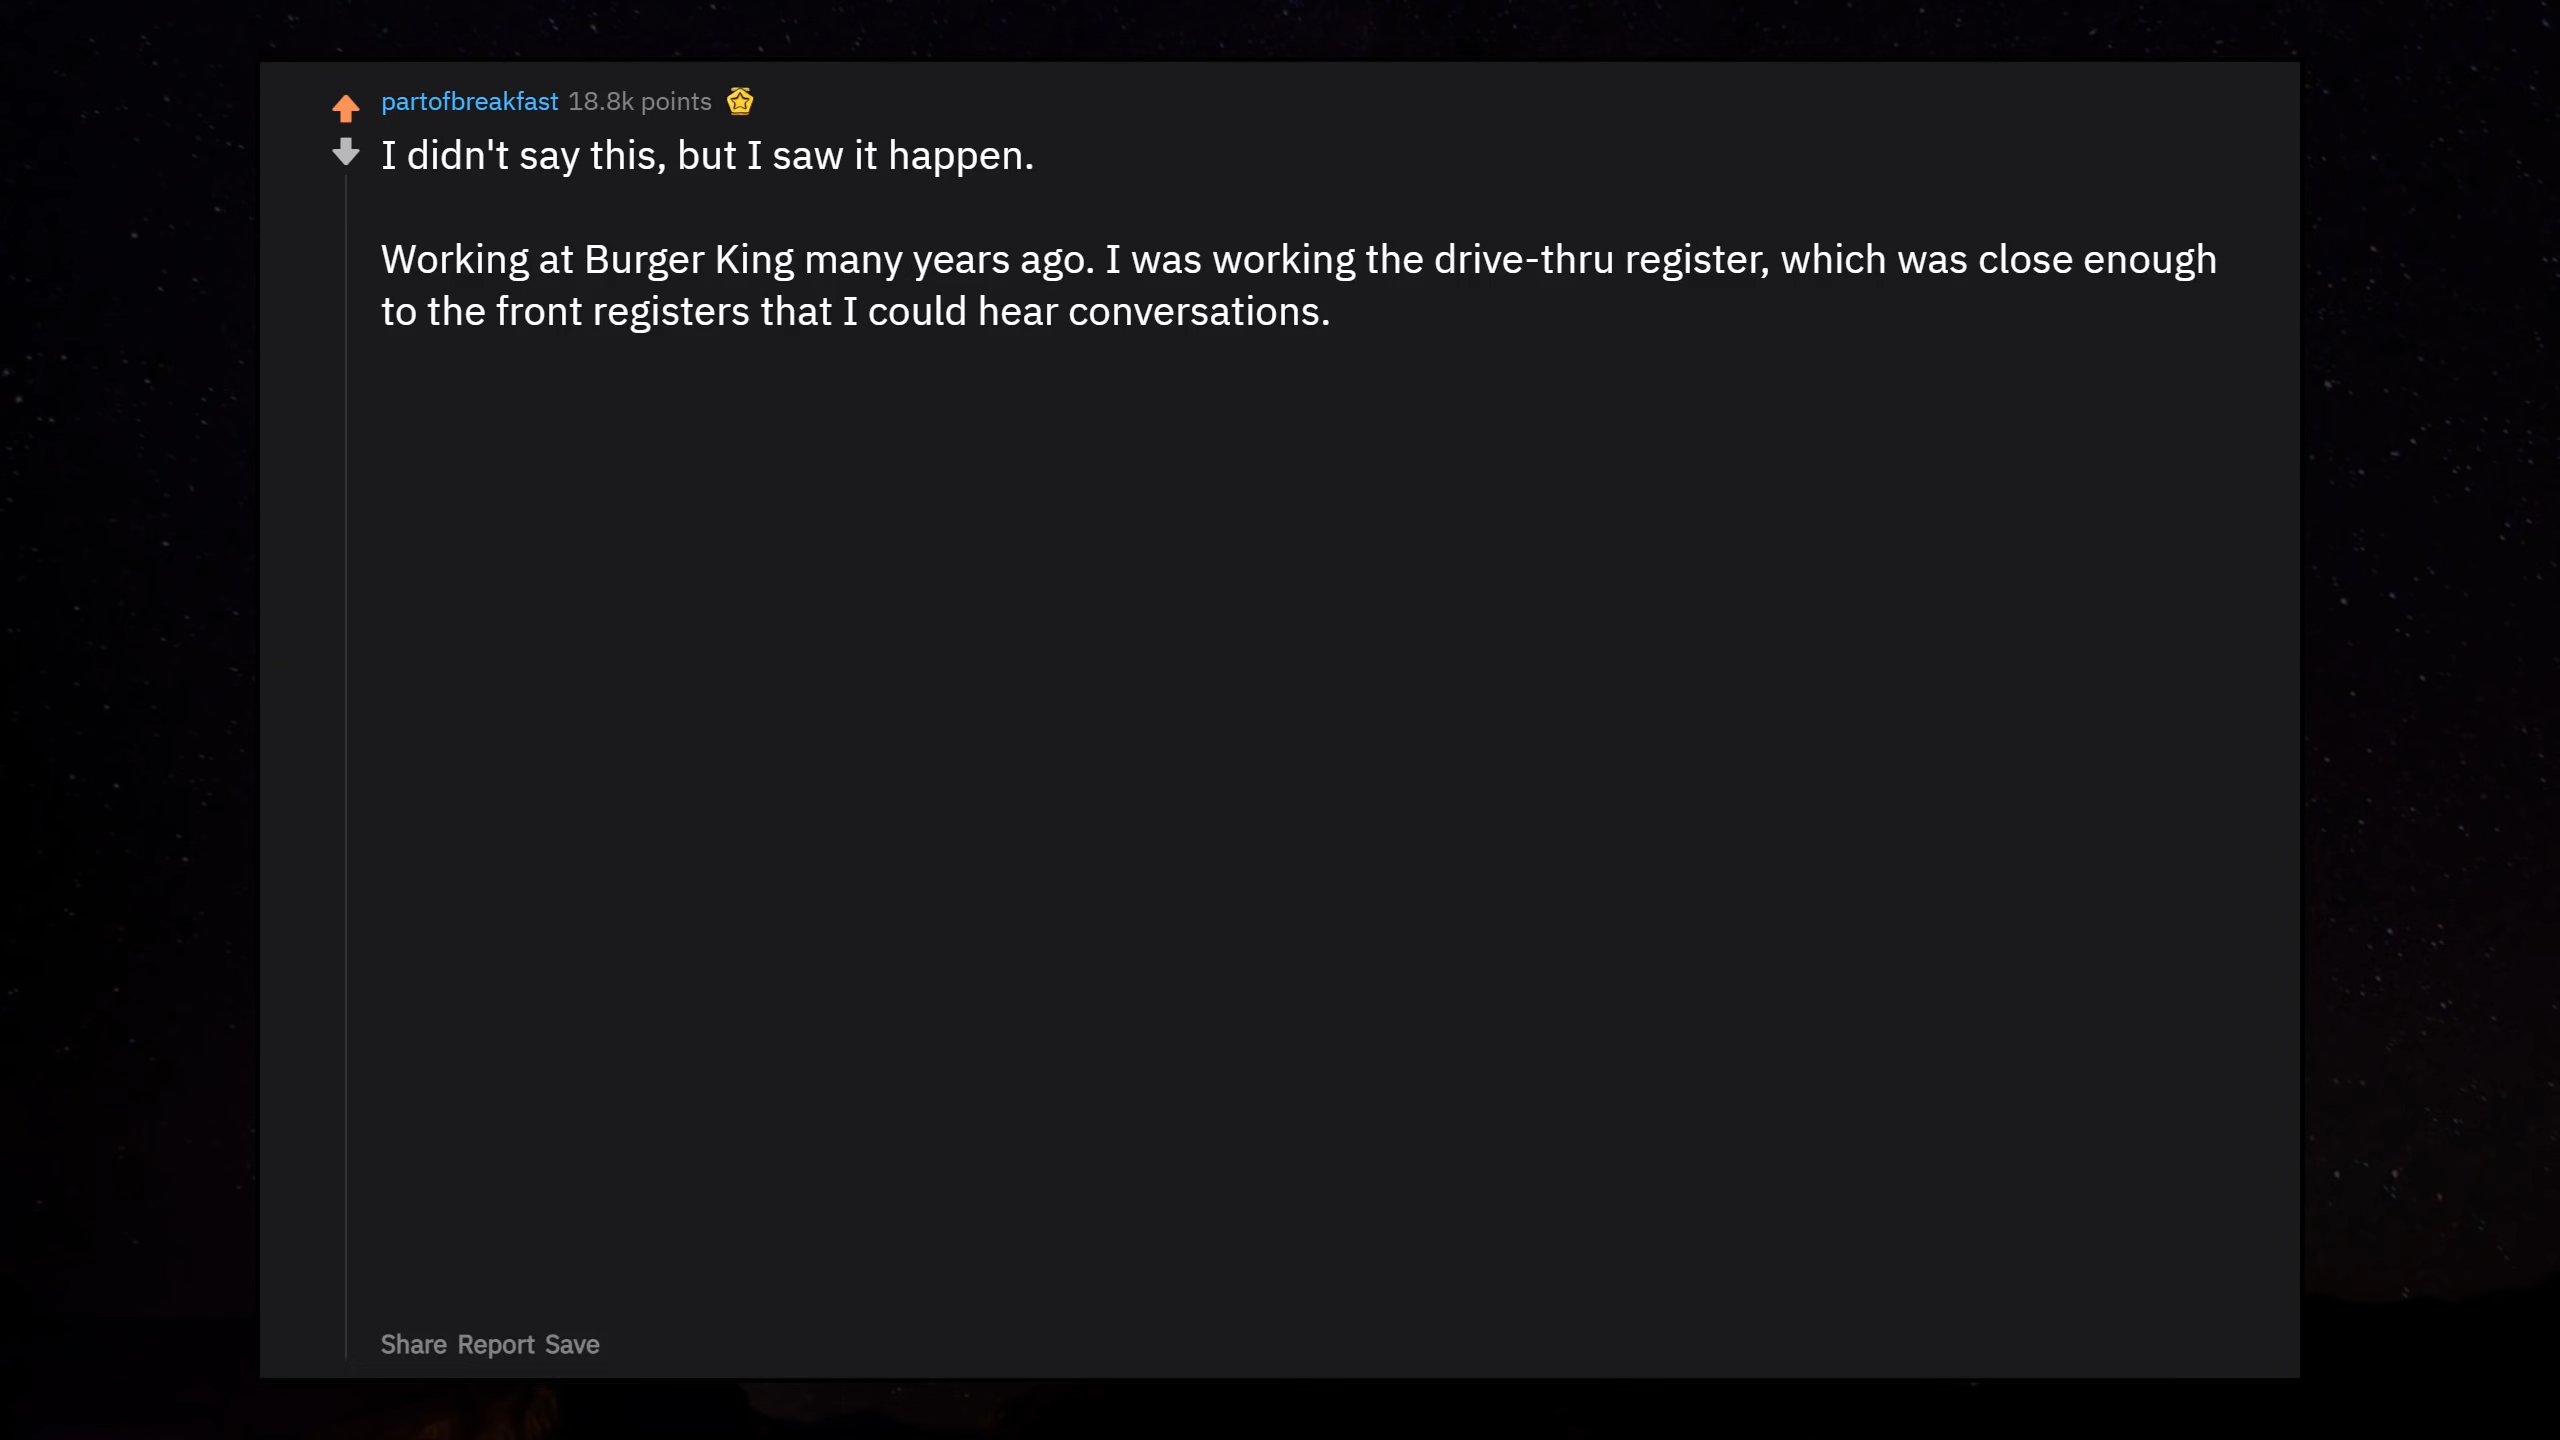 partofbreakfast 18.8k points
I didn't say this, but I saw it happen.
Working at Burger King many years ago. I was working the drive-thru register, which was close enough
to the front registers that I could hear conversations.
Share Report Save